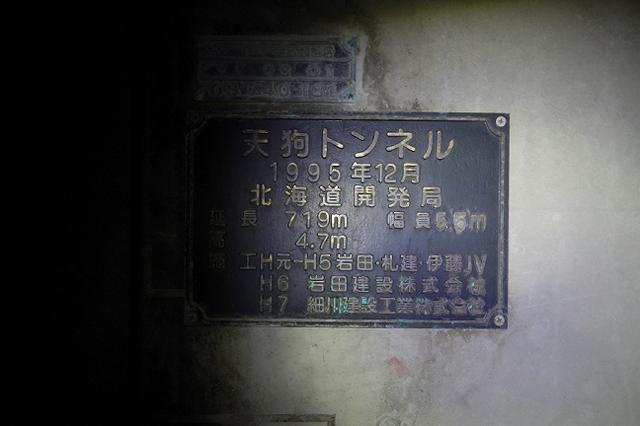 天狗トンネル
1995年12月
北海道開発局
延長 719m 幅員5.5m
高 4.7m
施工H元~H5岩田・札建・伊藤JV
H6 岩田建設株式会社
H7 細川建設工業株式会社